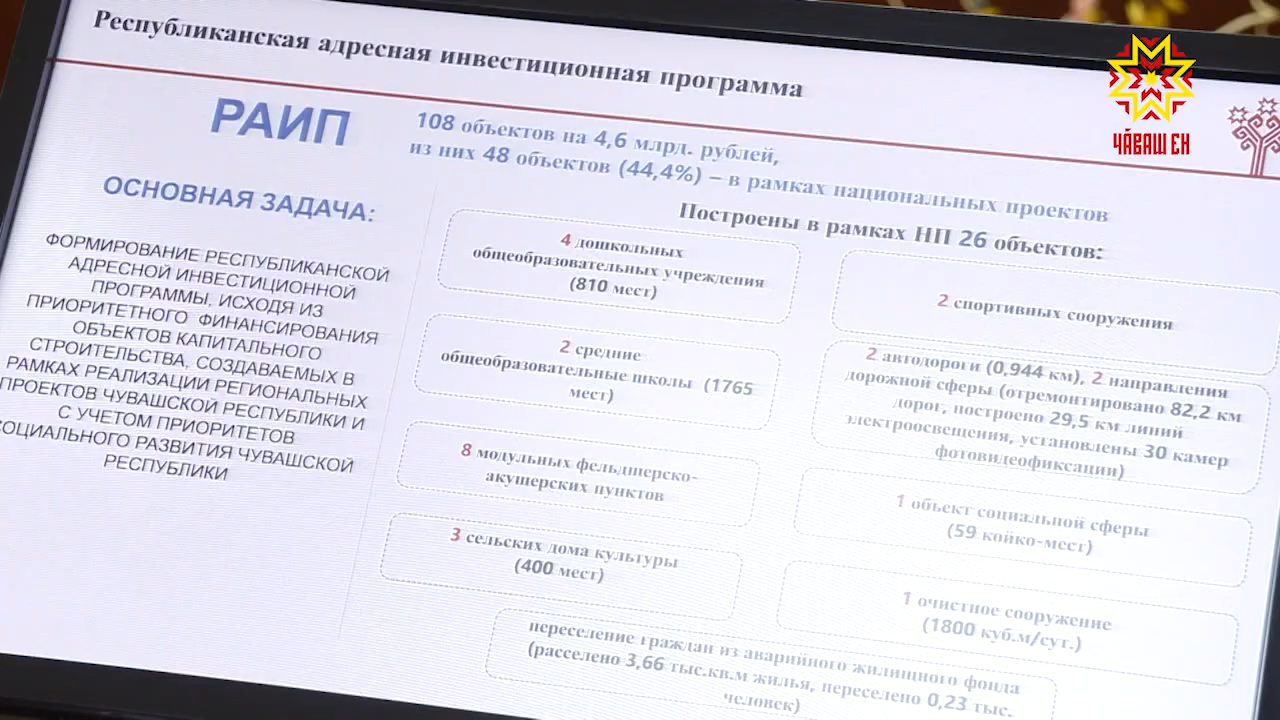 Республиканская адресная инвестиционная программа
ЧĂВАШ ЕН
РАИП
108 объектов на 4,6 млрд. рублей,
из них 48 объектов (44,4%) – в рамках национальных проектов
ОСНОВНАЯ ЗАДАЧА:
ФОРМИРОВАНИЕ РЕСПУБЛИКАНСКОЙ
АДРЕСНОЙ ИНВЕСТИЦИОННОЙ
ПРОГРАММЫ, ИСХОДЯ ИЗ
ПРИОРИТЕТНОГО ФИНАНСИРОВАНИЯ
ОБЪЕКТОВ КАПИТАЛЬНОГО
СТРОИТЕЛЬСТВА, СОЗДАВАЕМЫХ В
РАМКАХ РЕАЛИЗАЦИИ РЕГИОНАЛЬНЫХ
ПРОЕКТОВ ЧУВАШСКОЙ РЕСПУБЛИКИ И
С УЧЕТОМ ПРИОРИТЕТОВ
СОЦИАЛЬНОГО РАЗВИТИЯ ЧУВАШСКОЙ
РЕСПУБЛИКИ
Построены в рамках НП 26 объектов:
4 дошкольных
общеобразовательных учреждения
(810 мест)
2 средние
общеобразовательные школы (1765
мест)
8 модульных фельдшерско-
акушерских пунктов
3 сельских дома культуры
(400 мест)
2 спортивных сооружения
2 автодороги (0,944 км), 2 направления
дорожной сферы (отремонтировано 82,2 км
дорог, построено 29,5 км линий
электроосвещения, установлены 30 камер
фотовидеофиксации)
1 объект социальной сферы
(59 койко-мест)
1 очистное сооружение
(1800 куб.м/сут.)
переселение граждан из аварийного жилищного фонда
(расселено 3,66 тыс.кв.м жилья, переселено 0,23 тыс.
человек)